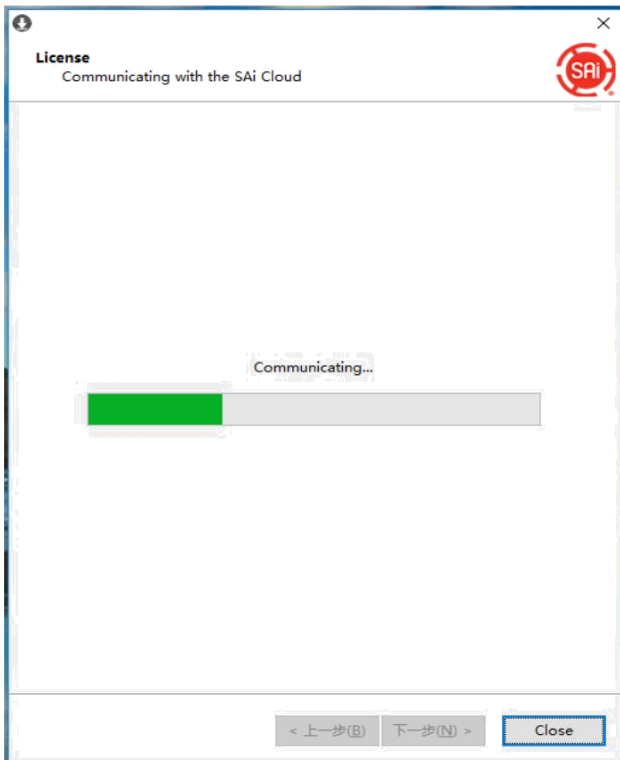 License
Communicating with the SAi Cloud
SAi
Communicating...
< 上一步(B)
下一步(N) >
Close